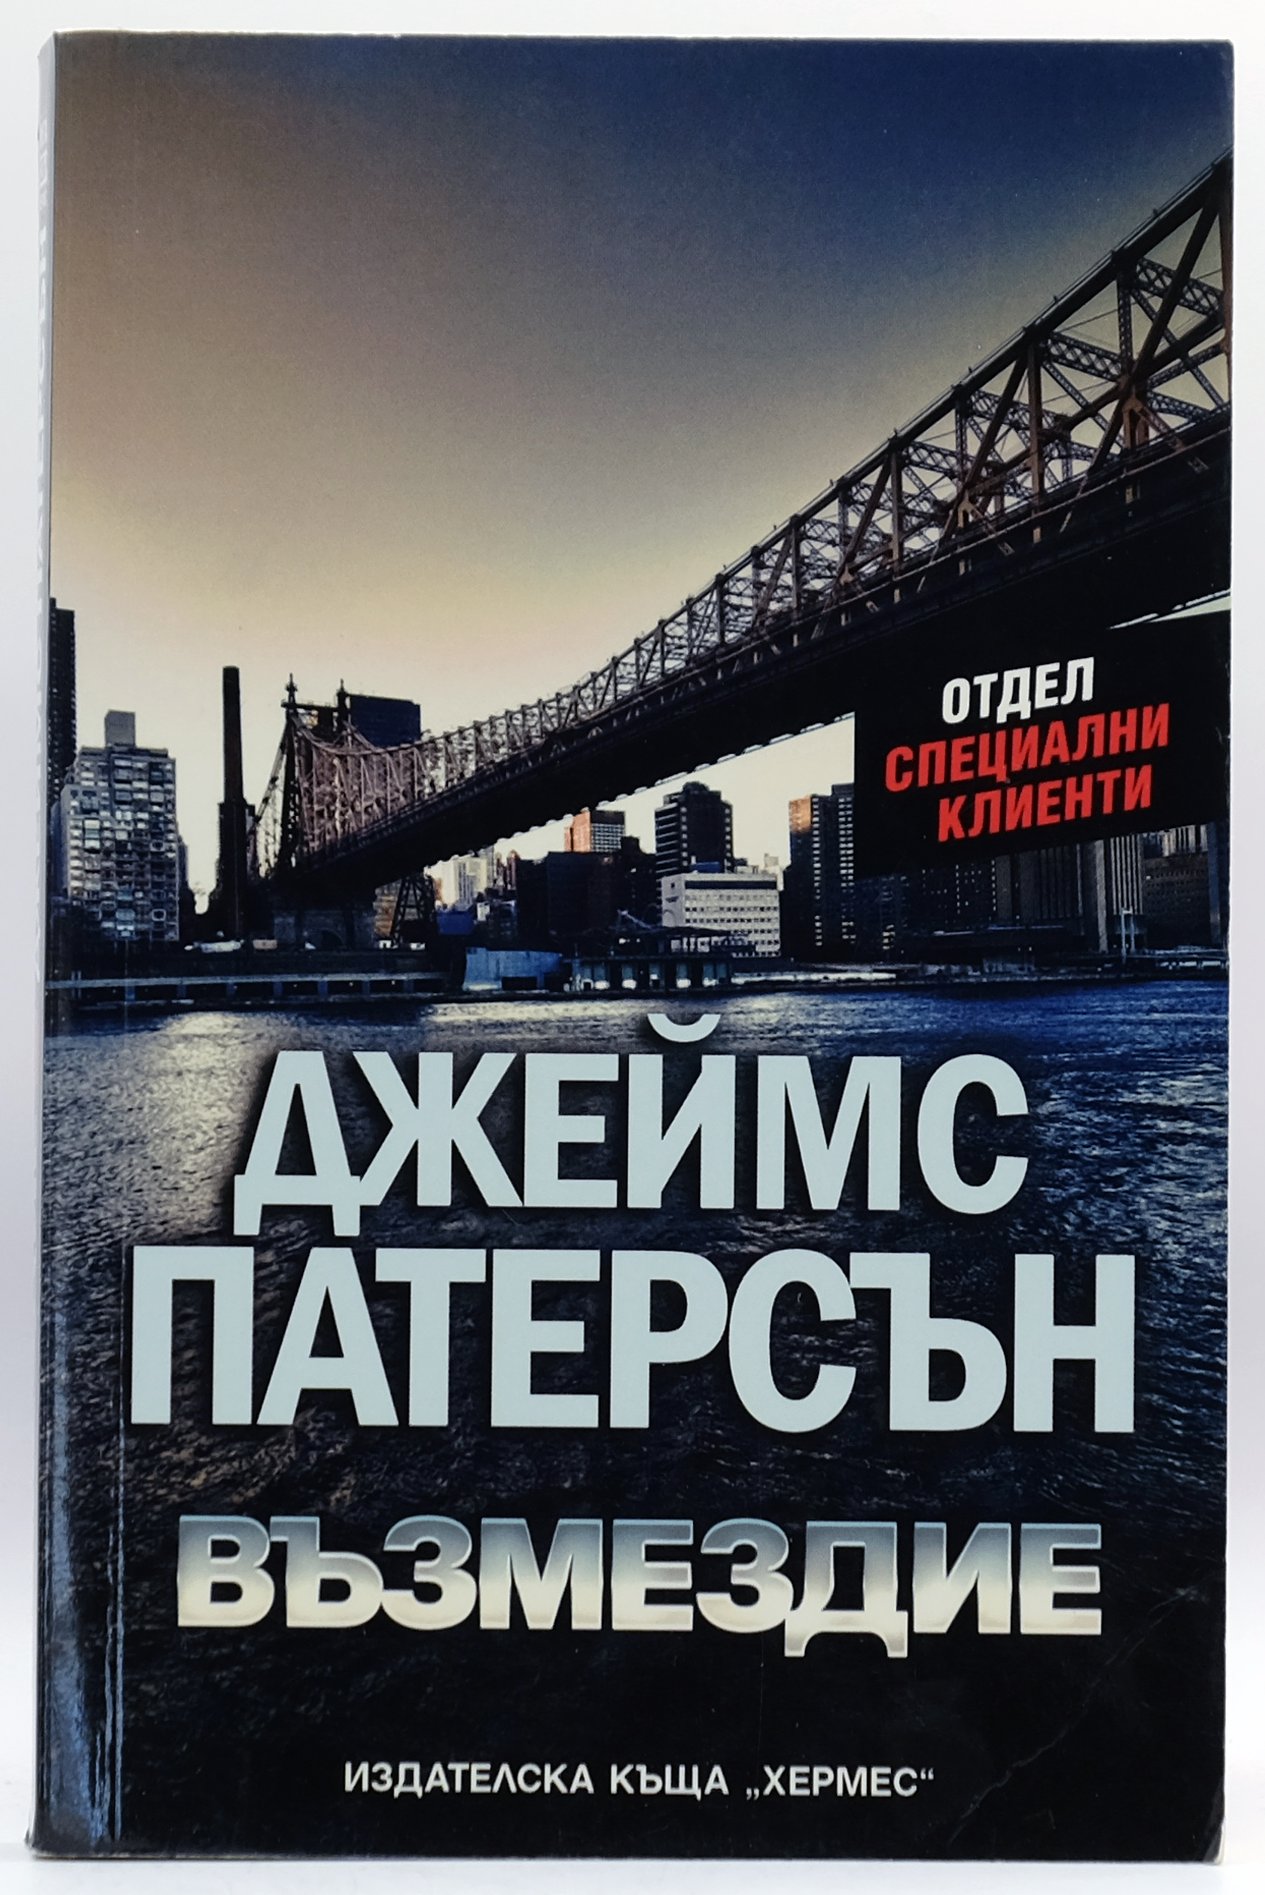 ОТДЕЛ
СПЕЦИАЛНИ
КЛИЕНТИ
ДЖЕЙМС
ПАТЕРСЪН
ВЪЗМЕЗДИЕ
ИЗДАТЕЛСКА КЪЩА „ХЕРМЕС“